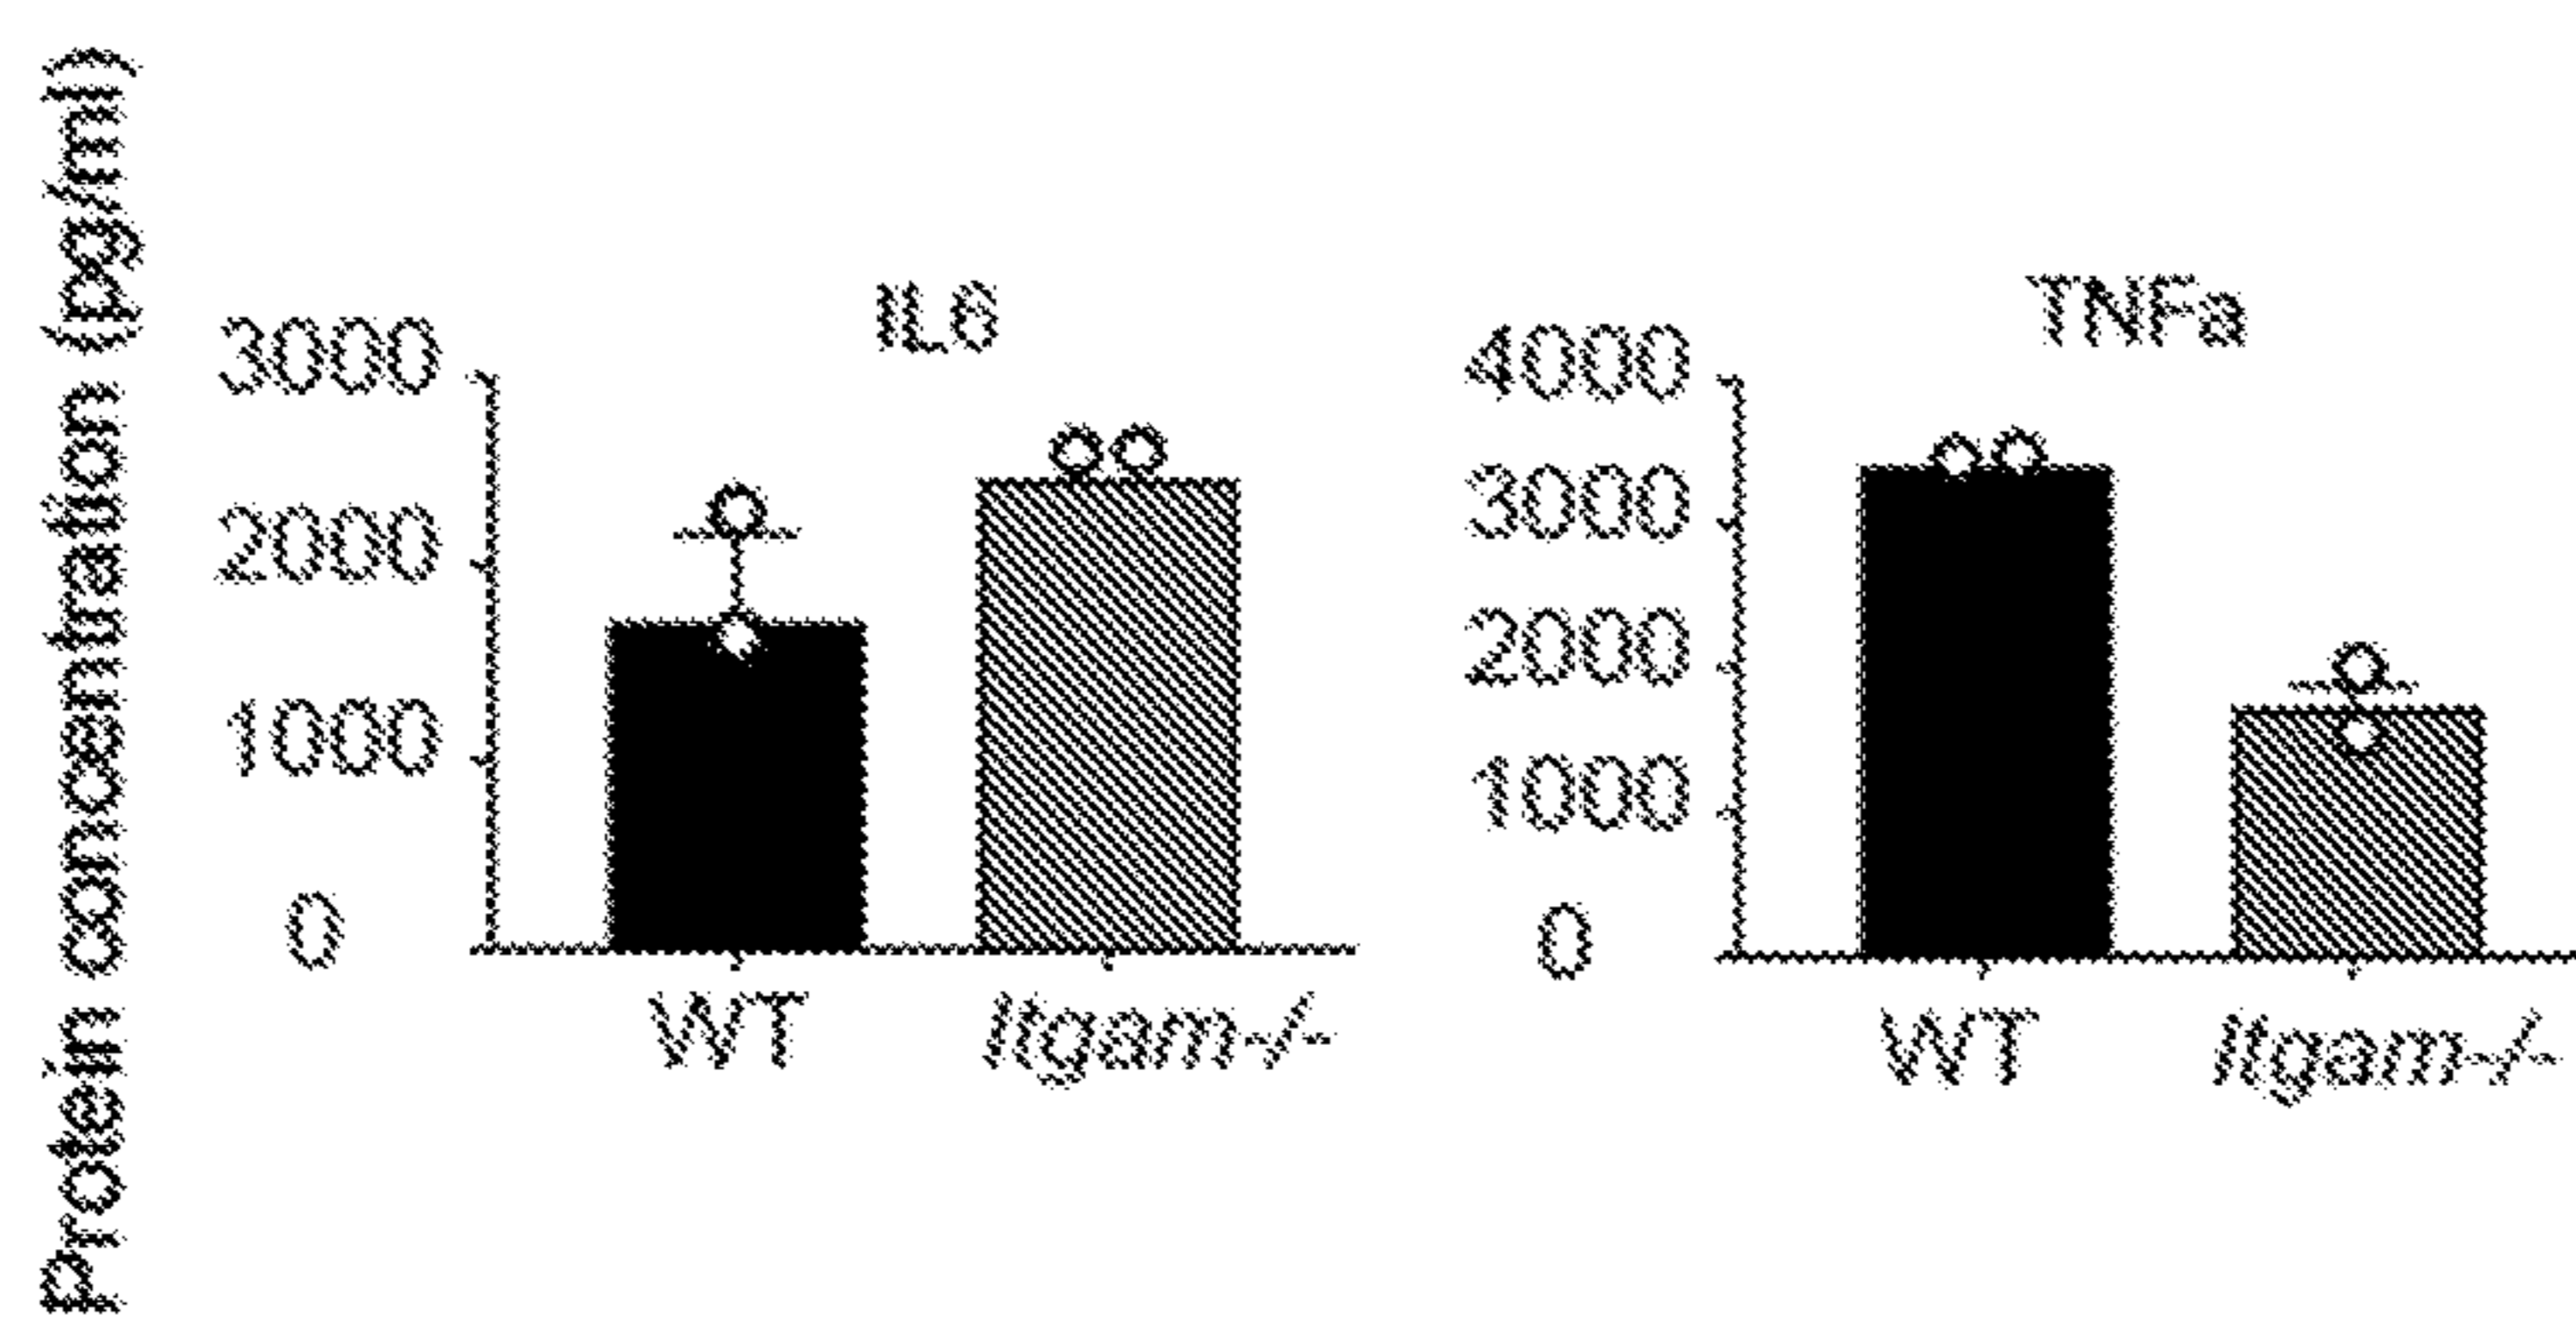 Protein concentration (pg/ml)
IL6
3000
2000
1000
0
WT
Itgam-/-
TNFa
4000
3000
2000
1000
0
WT
Itgam-/-